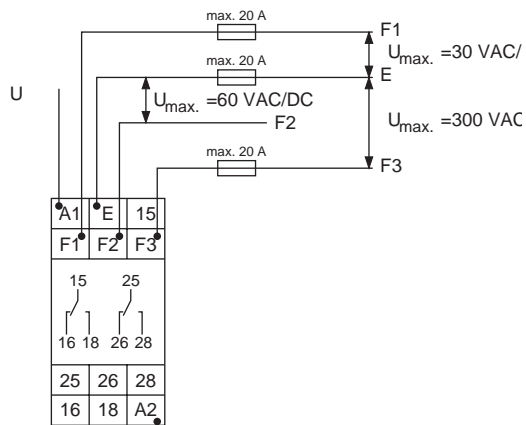 max. 20 A
F1
Umax. =30 VAC/
max. 20 A
E
U
Umax. =60 VAC/DC
F2
Umax. =300 VAC
max. 20 A
F3
A1 E 15
F1 F2 F3
15 25
16 18 26 28
25 26 28
16 18 A2